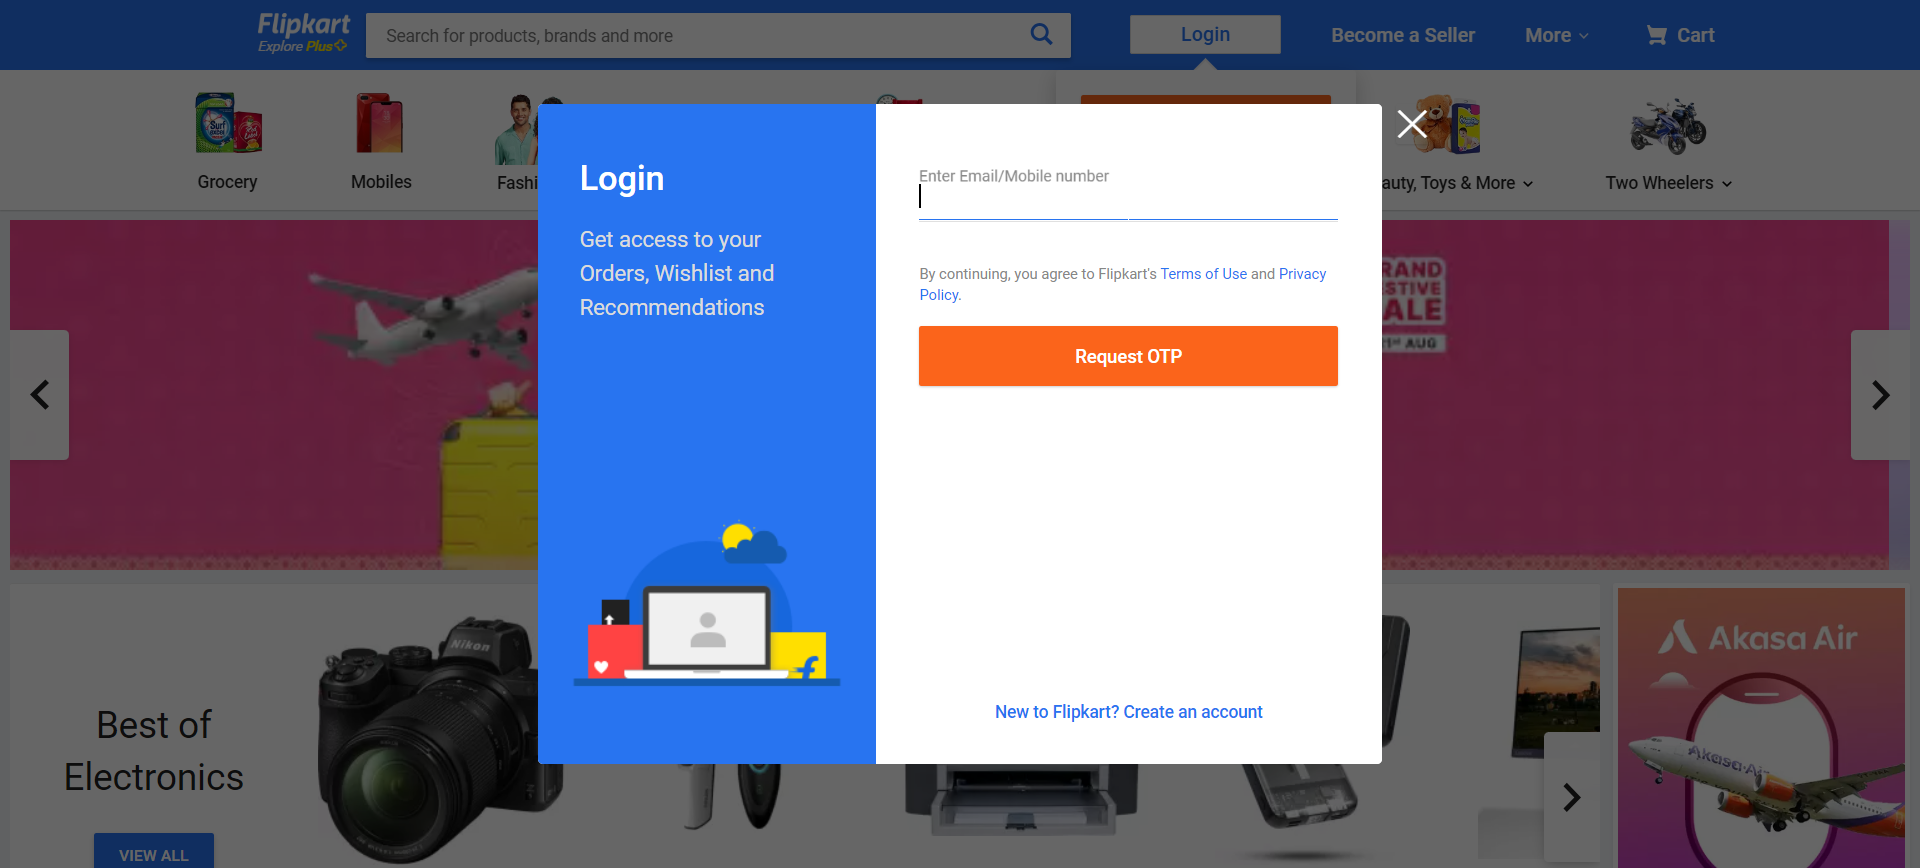 Flipkart
Explore Plus
Search for products, brands and more
Login
Become a Seller
More
Cart
Grocery
Mobiles
Fashi
auty, Toys & More
Two Wheelers
Login
Get access to your
Orders, Wishlist and
Recommendations
Enter Email/Mobile number
By continuing, you agree to Flipkart's Terms of Use and Privacy
Policy.
Request OTP
New to Flipkart? Create an account
RAND
STIVE
ALE
21st AUG
Best of
Electronics
VIEW ALL
Nikon
Akasa Air
Akasa Air